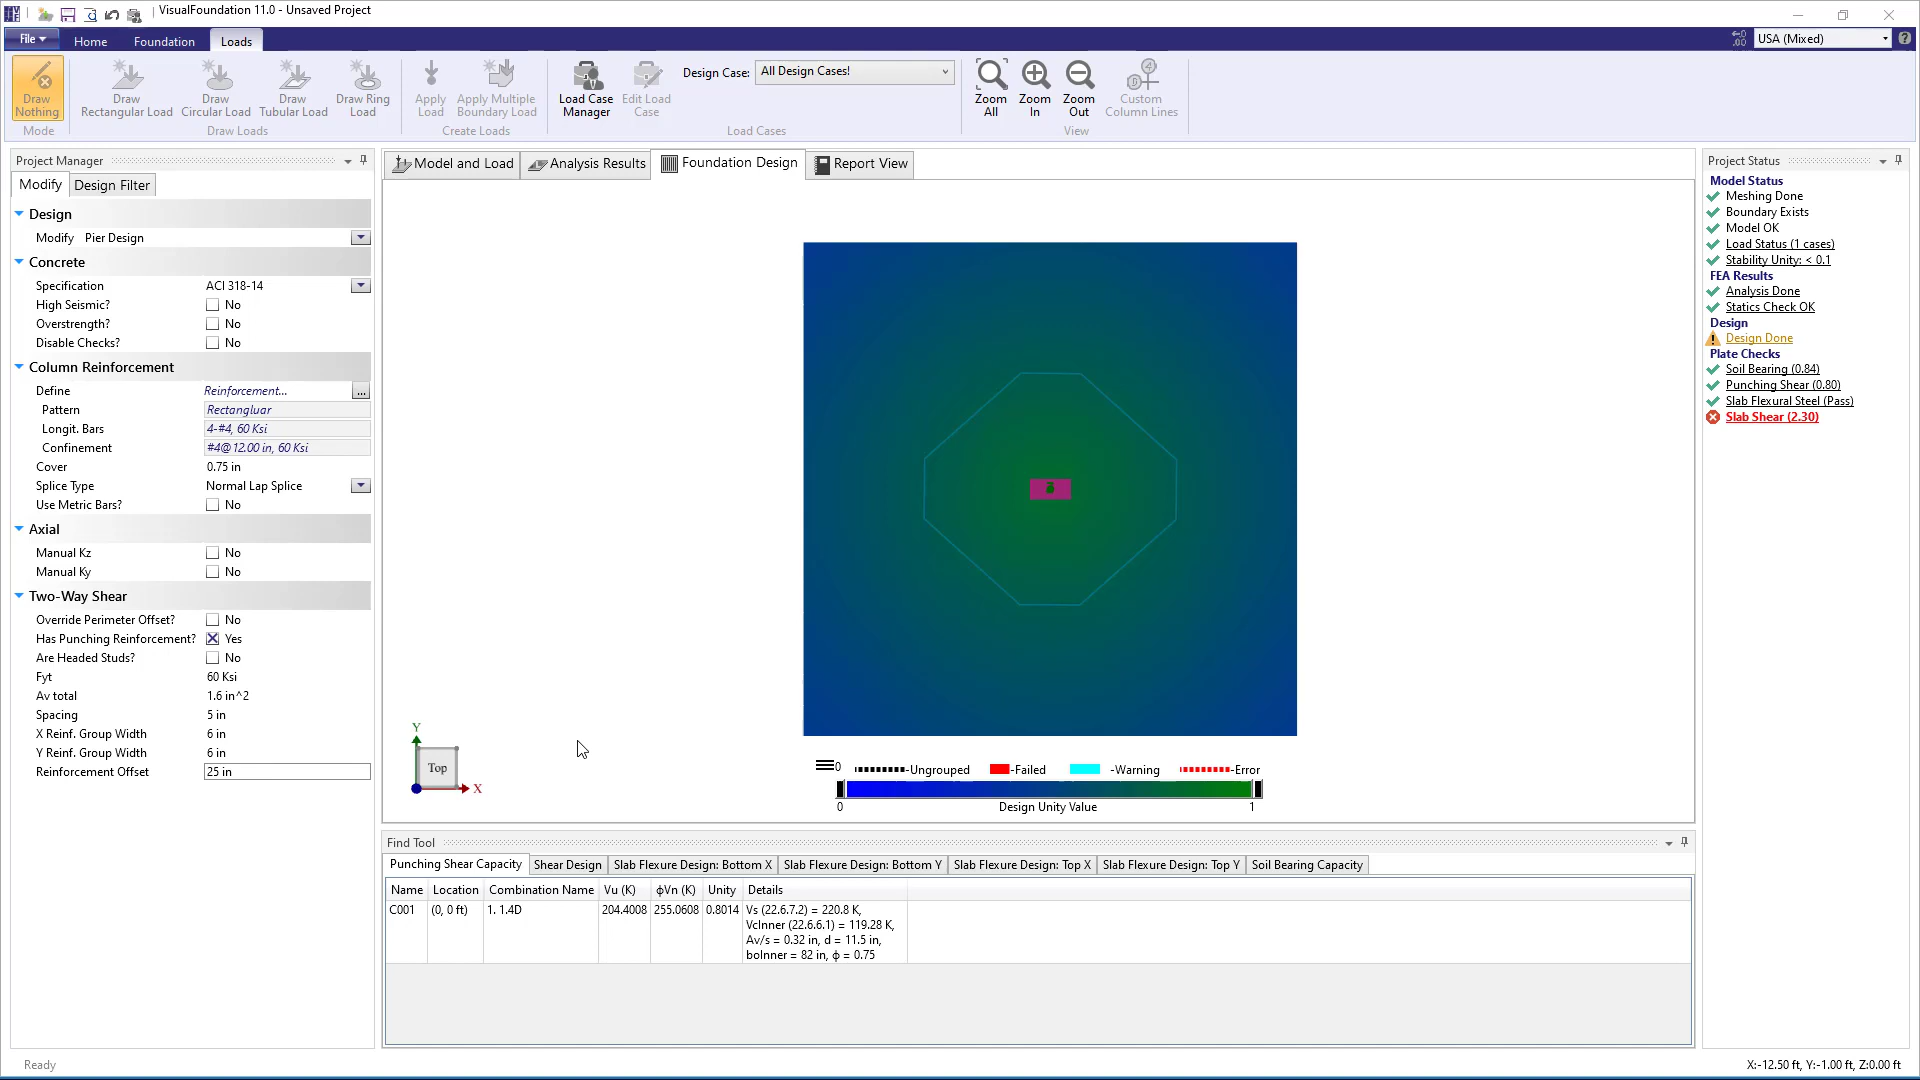 VisualFoundation 11.0 - Unsaved Project
File
Home
Foundation
Loads
USA (Mixed)
Draw Nothing
Mode
Draw Rectangular Load
Draw Circular Load
Draw Tubular Load
Draw Ring Load
Draw Loads
Apply Load
Apply Multiple Boundary Load
Create Loads
Load Case Manager
Edit Load Case
Design Case:
All Design Cases!
Load Cases
Zoom All
Zoom In
Zoom Out
Custom Column Lines
View
Project Manager
Modify
Design Filter
Design
Modify Pier Design
Concrete
Specification ACI 318-14
High Seismic? No
Overstrength? No
Disable Checks? No
Column Reinforcement
Define Reinforcement... ...
Pattern Rectangluar
Longit. Bars 4-#4, 60 Ksi
Confinement #4@12.00 in, 60 Ksi
Cover 0.75 in
Splice Type Normal Lap Splice
Use Metric Bars? No
Axial
Manual Kz No
Manual Ky No
Two-Way Shear
Override Perimeter Offset? No
Has Punching Reinforcement? Yes
Are Headed Studs? No
Fyt 60 Ksi
Av total 1.6 in^2
Spacing 5 in
X Reinf. Group Width 6 in
Y Reinf. Group Width 6 in
Reinforcement Offset 25 in
Model and Load
Analysis Results
Foundation Design
Report View
Y
Top
X
0
-Ungrouped
-Failed
-Warning
-Error
0
1
Design Unity Value
Find Tool
Punching Shear Capacity
Shear Design
Slab Flexure Design: Bottom X
Slab Flexure Design: Bottom Y
Slab Flexure Design: Top X
Slab Flexure Design: Top Y
Soil Bearing Capacity
Name Location Combination Name Vu (K) ϕVn (K) Unity Details
C001 (0, 0 ft) 1. 1.4D 204.4008 255.0608 0.8014 Vs (22.6.7.2) = 220.8 K,
VcInner (22.6.6.1) = 119.28 K,
Av/s = 0.32 in, d = 11.5 in,
boInner = 82 in, ϕ = 0.75
Project Status
Model Status
Meshing Done
Boundary Exists
Model OK
Load Status (1 cases)
Stability Unity: < 0.1
FEA Results
Analysis Done
Statics Check OK
Design
Design Done
Plate Checks
Soil Bearing (0.84)
Punching Shear (0.80)
Slab Flexural Steel (Pass)
Slab Shear (2.30)
Ready
X:-12.50 ft, Y:-1.00 ft, Z:0.00 ft